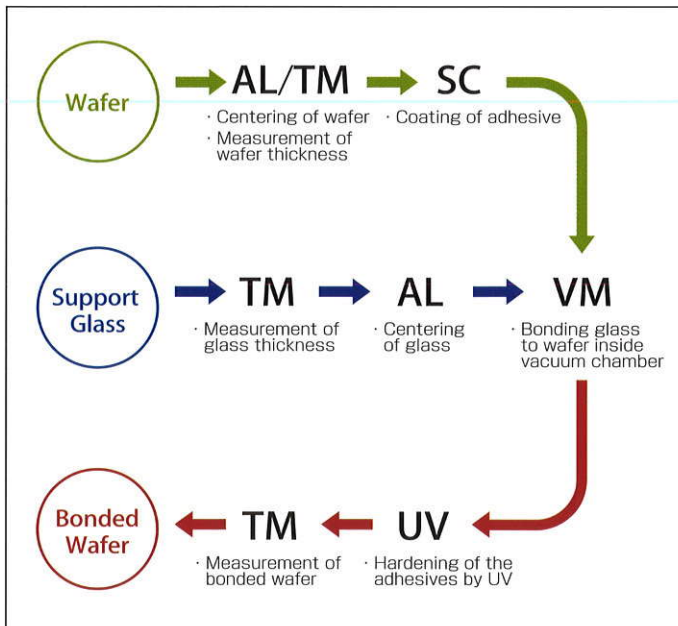 Wafer
AL/TM
· Centering of wafer
· Measurement of
wafer thickness
SC
· Coating of adhesive
Support
Glass
TM
· Measurement of
glass thickness
AL
· Centering
of glass
VM
· Bonding glass
to wafer inside
vacuum chamber
Bonded
Wafer
TM
· Measurement of
bonded wafer
UV
· Hardening of the
adhesives by UV